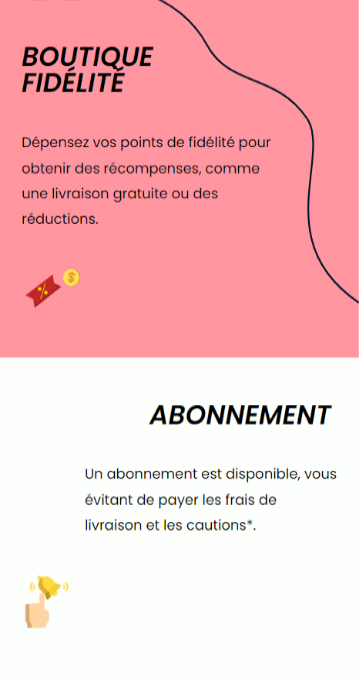 BOUTIQUE
FIDÉLITÉ
Dépensez vos points de fidélité pour
obtenir des récompenses, comme
une livraison gratuite ou des
réductions.
%
$
ABONNEMENT
Un abonnement est disponible, vous
évitant de payer les frais de
livraison et les cautions*.